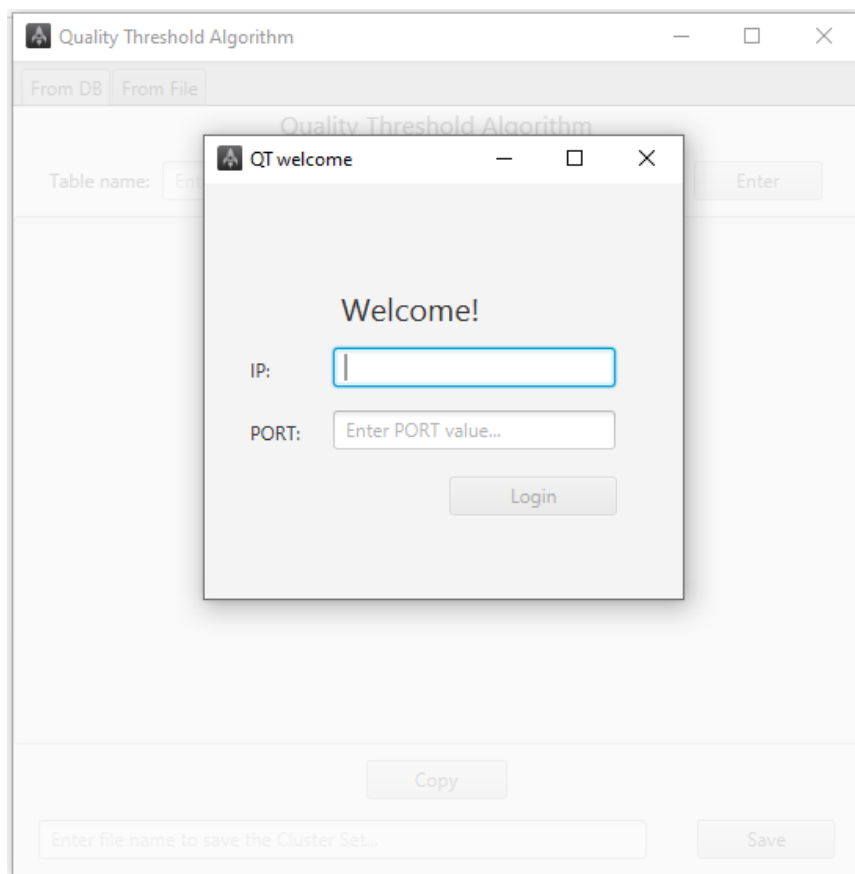 Quality Threshold Algorithm
From DB From File
Quality Threshold Algorithm
Table name: Ent Enter
QT welcome
Welcome!
IP:
PORT: Enter PORT value...
Login
Copy
Enter file name to save the Cluster Set... Save